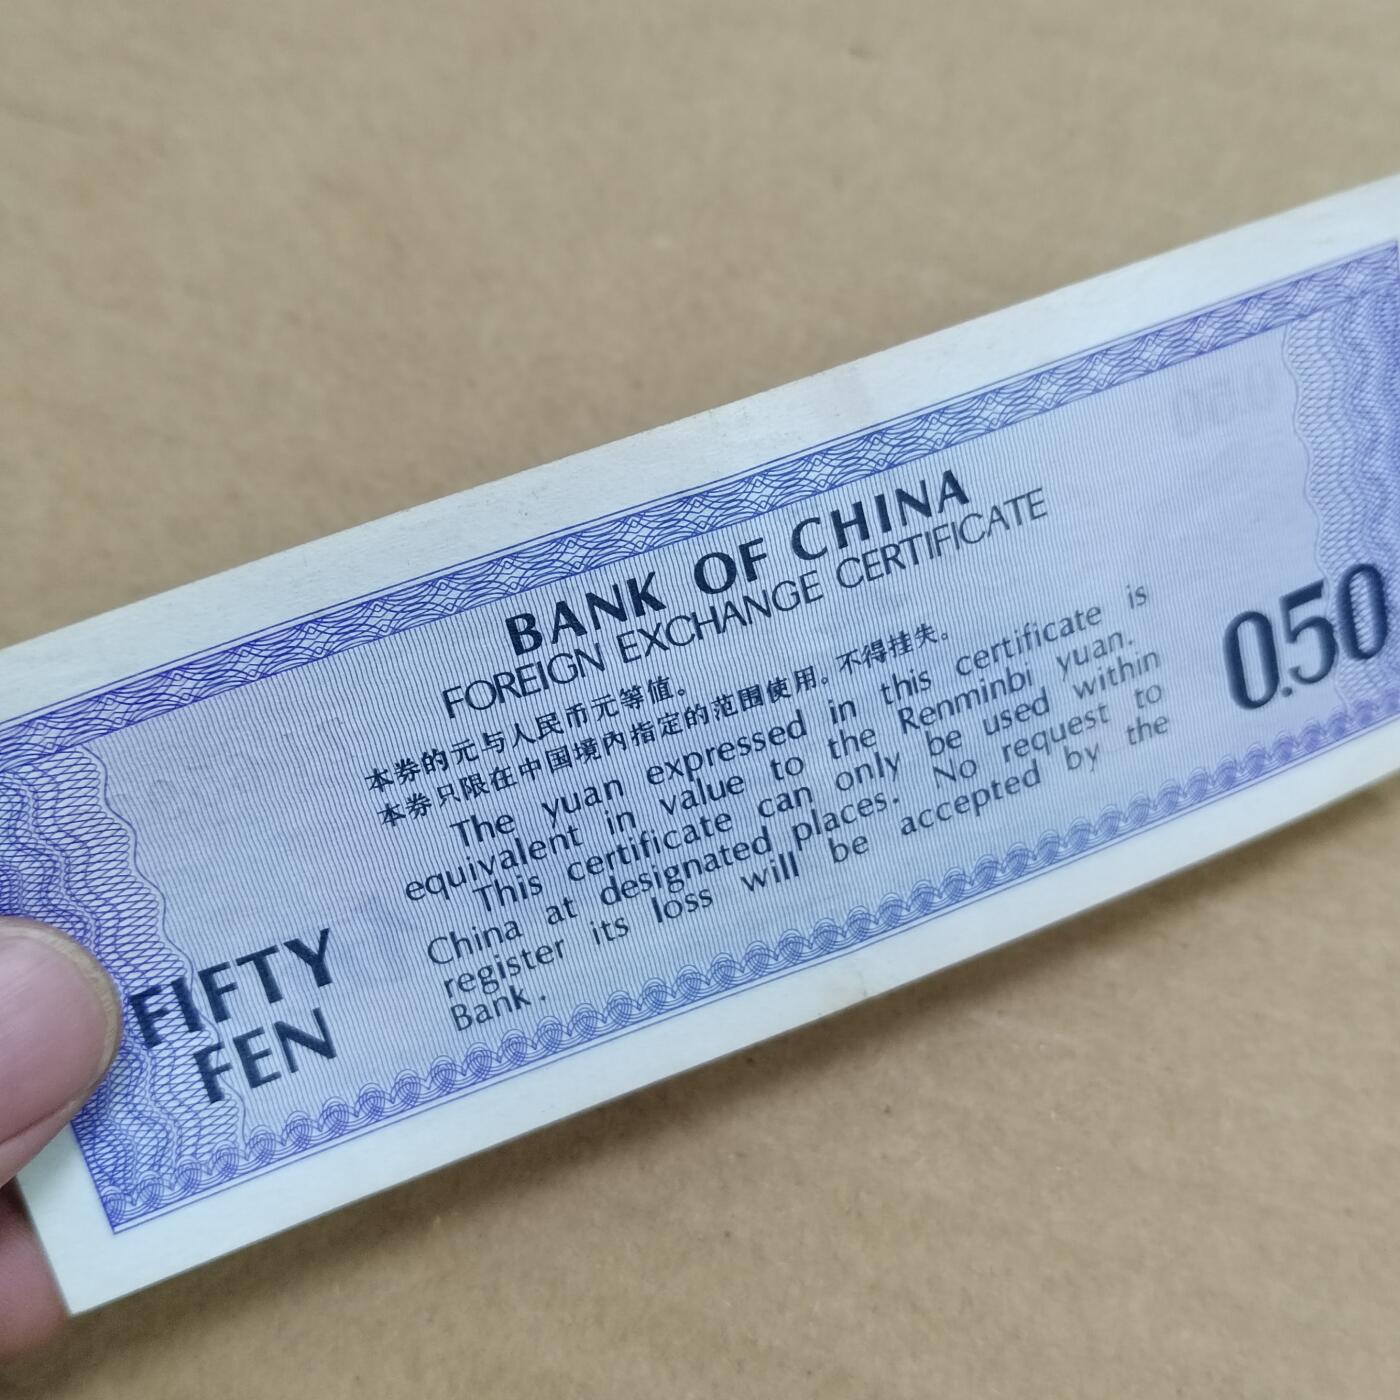 BANK OF CHINA
FOREIGN EXCHANGE CERTIFICATE
本券的元与人民币元等值。
本券只限在中国境内指定的范围使用。不得挂失。
The yuan expressed in this certificate is
equivalent in value to the Renminbi yuan.
This certificate can only be used within
China at designated places. No request to
register its loss will be accepted by the
Bank.
FIFTY
FEN
0.50